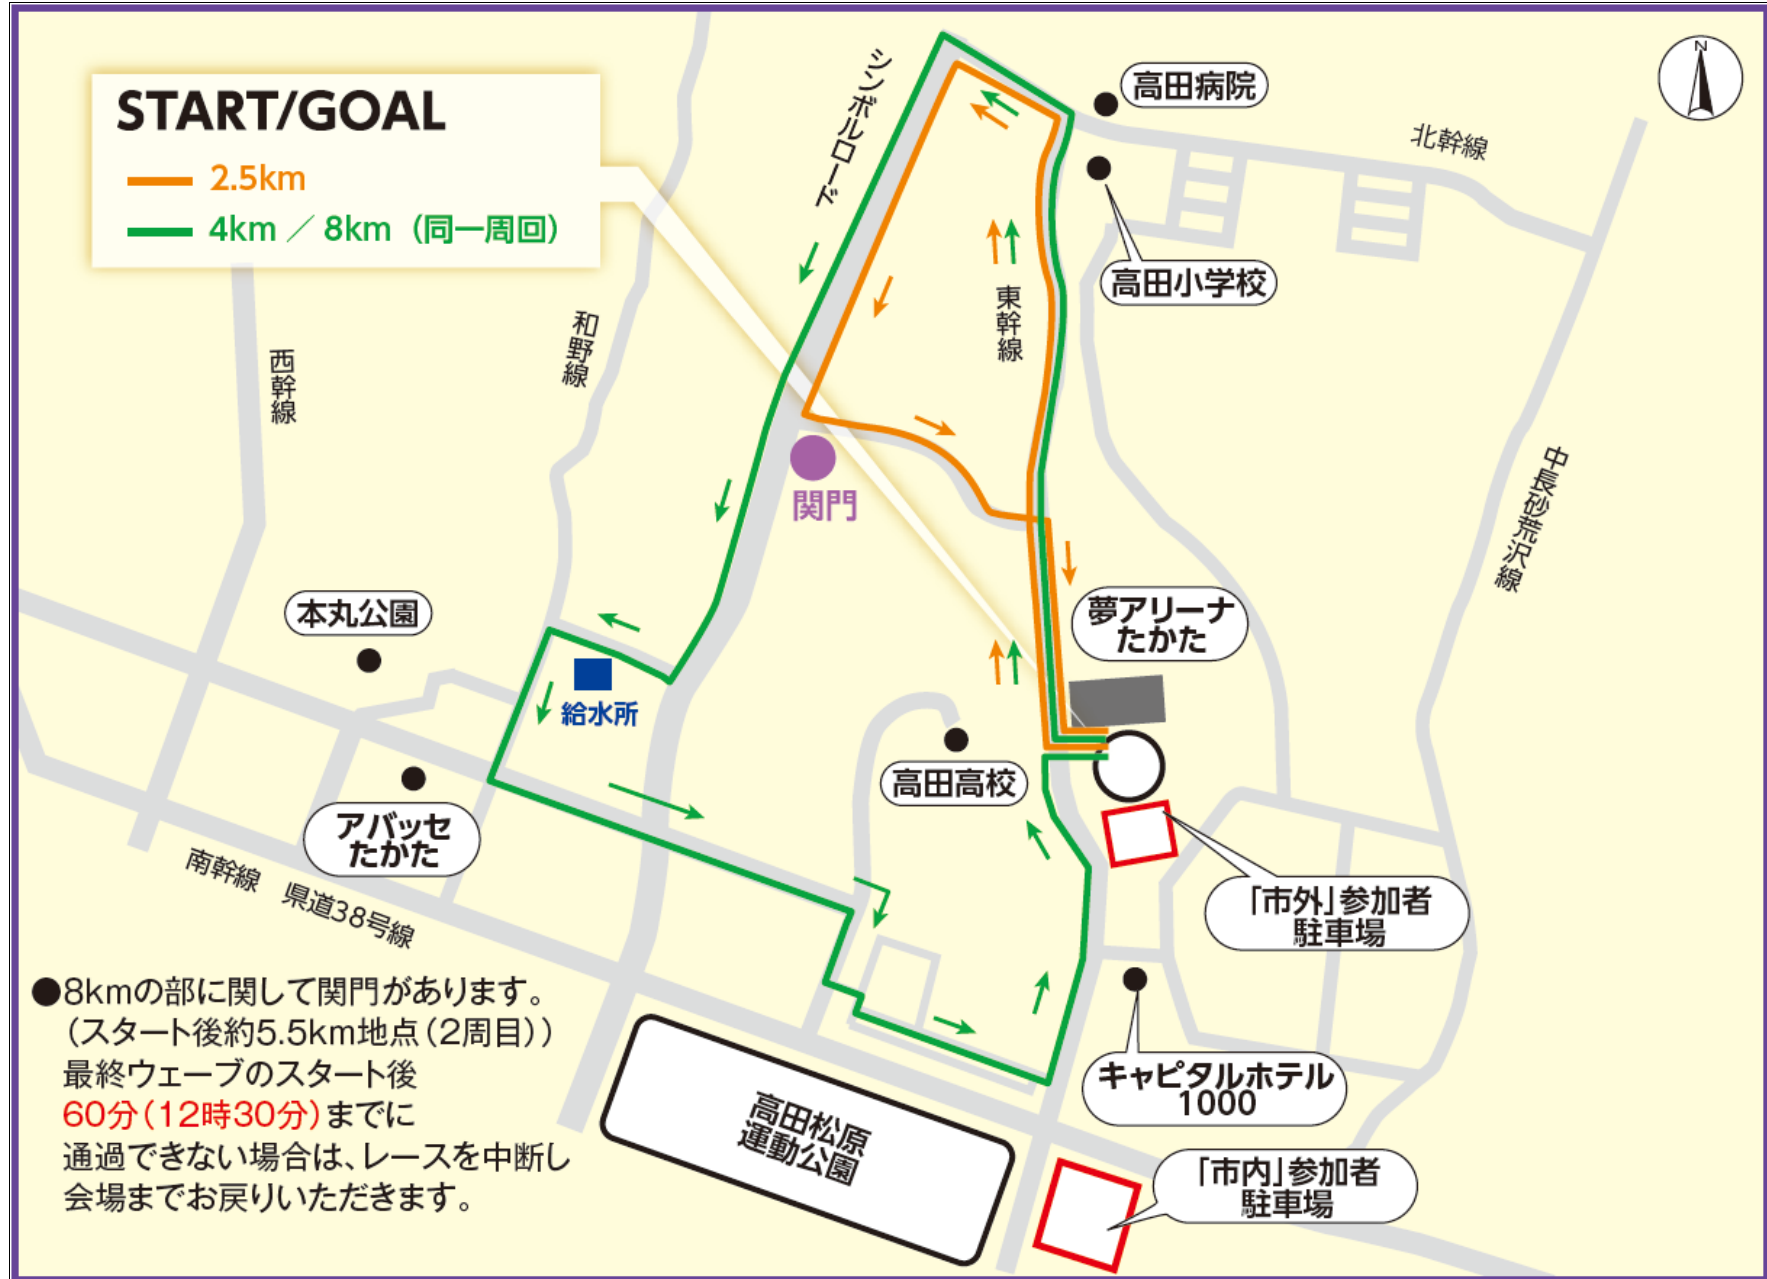 START/GOAL
2.5km
4km ／ 8km（同一周回）
シンボルロード
高田病院
N
北幹線
高田小学校
東幹線
和野線
西幹線
関門
中長砂荒沢線
本丸公園
夢アリーナ
たかた
給水所
高田高校
アバッセ
たかた
南幹線　県道38号線
「市外」参加者
駐車場
●8kmの部に関して関門があります。
（スタート後約5.5km地点（2周目））
最終ウェーブのスタート後
60分（12時30分）までに
通過できない場合は、レースを中断し
会場までお戻りいただきます。
キャピタルホテル
1000
高田松原
運動公園
「市内」参加者
駐車場